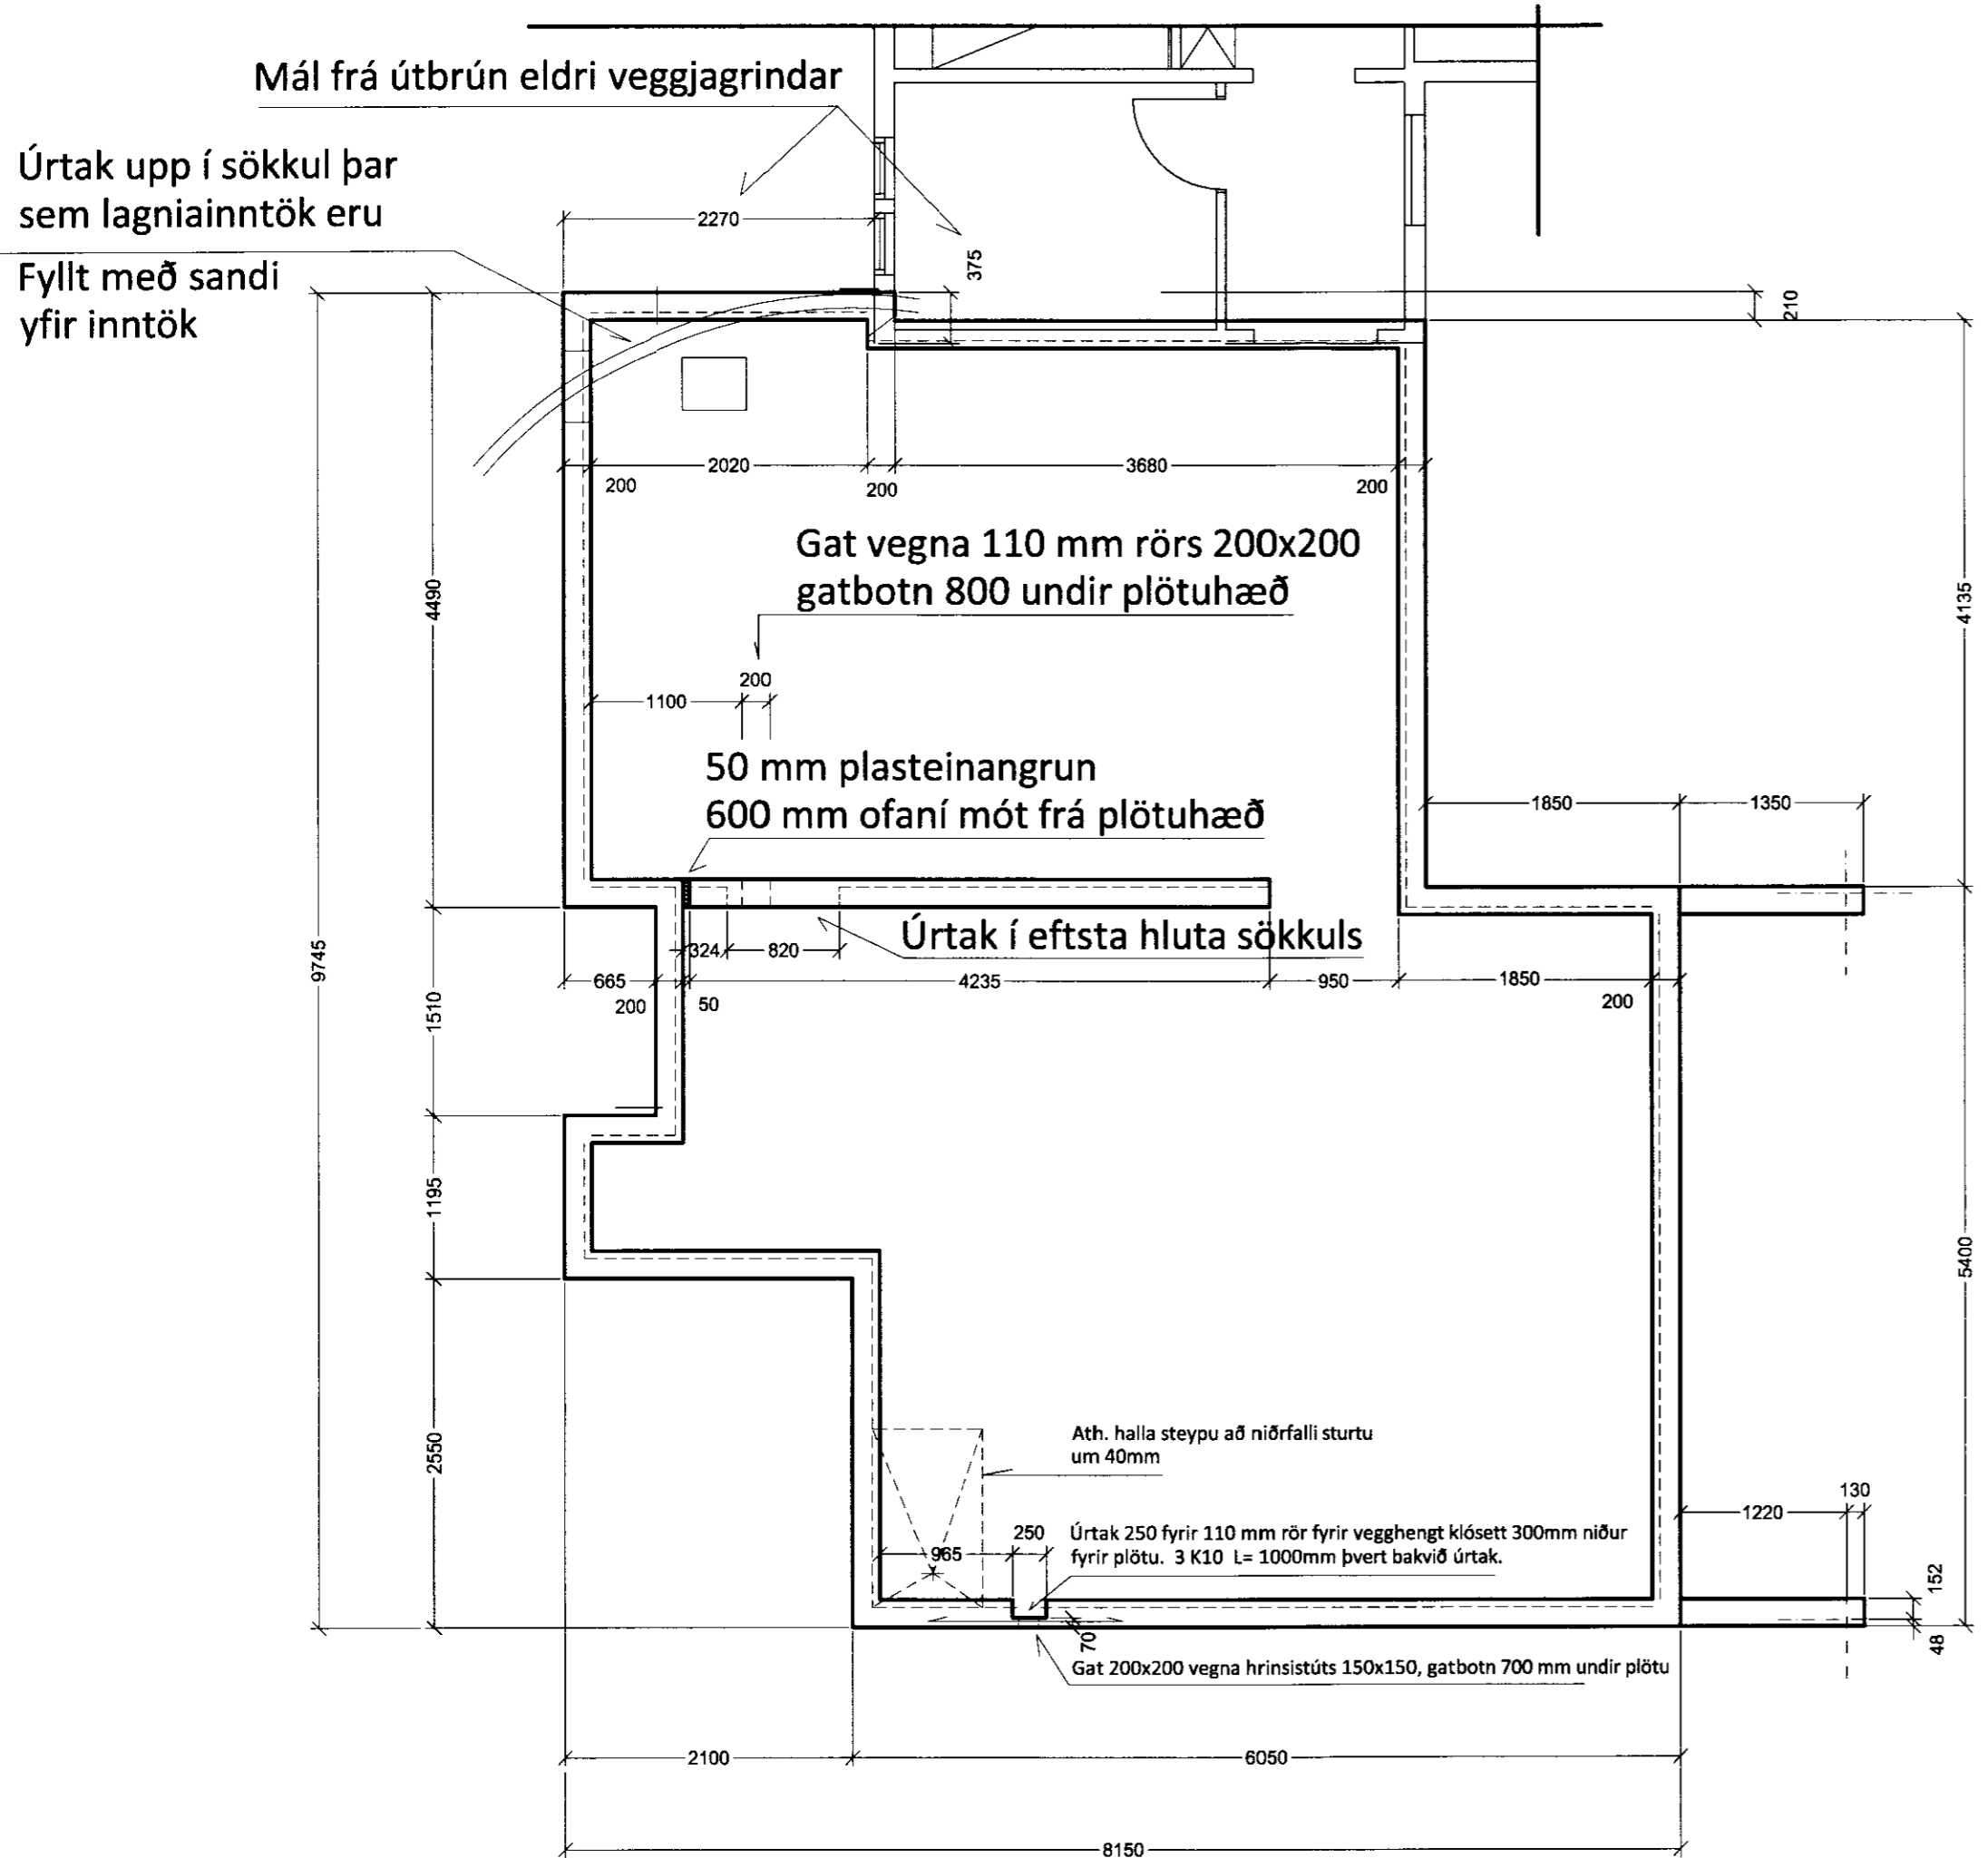 Mál frá útbrún eldri veggjagrindar
Úrtak upp í sökkul þar
sem lagniainntök eru
Fyllt með sandi
yfir inntök
2270
375
210
2020
3680
200
200
200
Gat vegna 110 mm rörs 200x200
gatbotn 800 undir plötuhæð
4490
4135
200
1100
50 mm plasteinangrun
600 mm ofaní mót frá plötuhæð
1850
1350
Úrtak í eftsta hluta sökkuls
324
820
9745
665
4235
950
1850
200
50
200
1510
1195
5400
2550
Ath. halla steypu að niðrfalli sturtu
um 40mm
130
1220
250
965
Úrtak 250 fyrir 110 mm rör fyrir vegghengt klósett 300mm niður
fyrir plötu. 3 K10 L= 1000mm þvert bakvið úrtak.
152
70
48
Gat 200x200 vegna hrinsistúts 150x150, gatbotn 700 mm undir plötu
2100
6050
8150